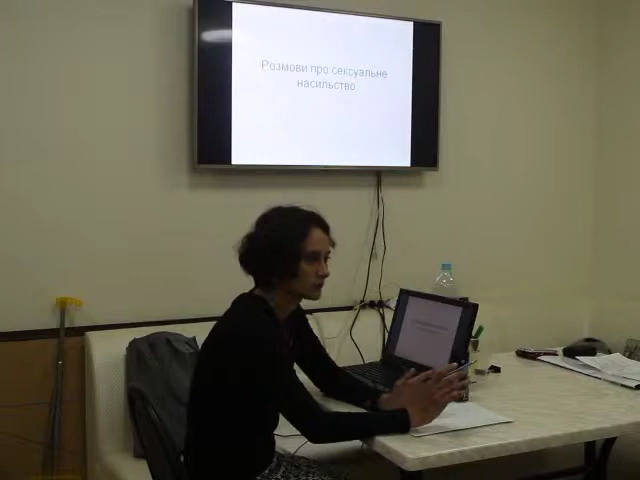 Розмови про сексуальне
насильство